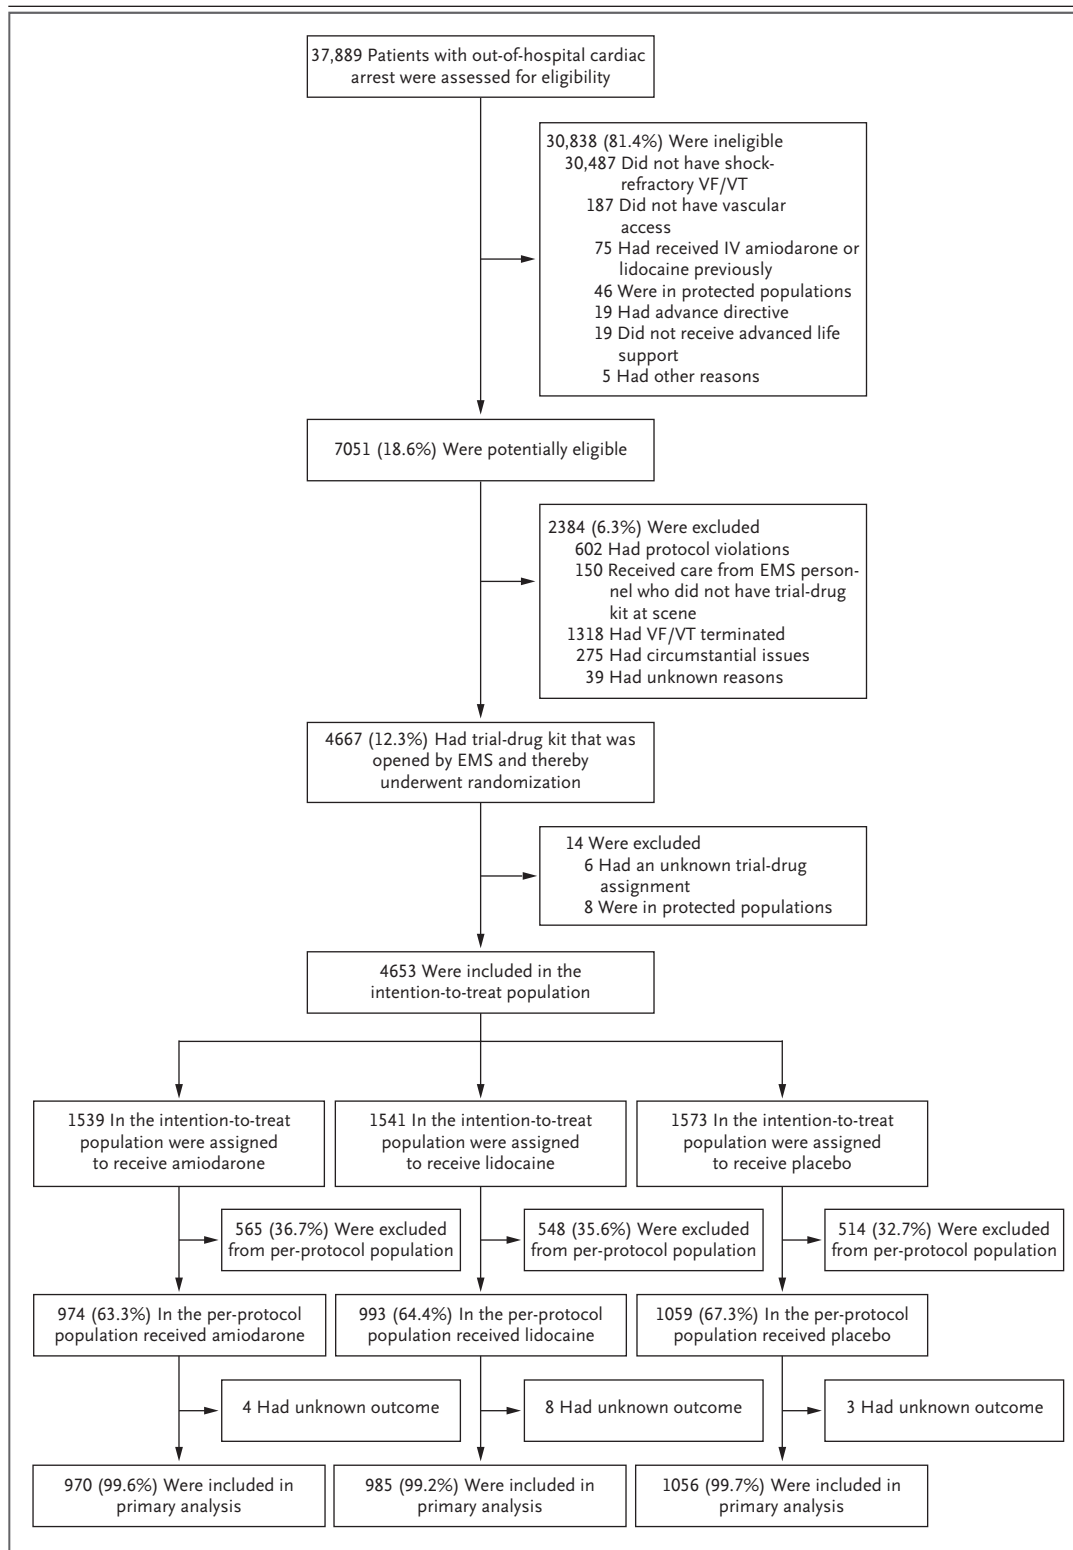 37,889 Patients with out-of-hospital cardiac
arrest were assessed for eligibility
30,838 (81.4%) Were ineligible
30,487 Did not have shock-
refractory VF/VT
187 Did not have vascular
access
75 Had received IV amiodarone or
lidocaine previously
46 Were in protected populations
19 Had advance directive
19 Did not receive advanced life
support
5 Had other reasons
7051 (18.6%) Were potentially eligible
2384 (6.3%) Were excluded
602 Had protocol violations
150 Received care from EMS person-
nel who did not have trial-drug
kit at scene
1318 Had VF/VT terminated
275 Had circumstantial issues
39 Had unknown reasons
4667 (12.3%) Had trial-drug kit that was
opened by EMS and thereby
underwent randomization
14 Were excluded
6 Had an unknown trial-drug
assignment
8 Were in protected populations
4653 Were included in the
intention-to-treat population
1539 In the intention-to-treat
population were assigned
to receive amiodarone
1541 In the intention-to-treat
population were assigned
to receive lidocaine
1573 In the intention-to-treat
population were assigned
to receive placebo
565 (36.7%) Were excluded
from per-protocol population
548 (35.6%) Were excluded
from per-protocol population
514 (32.7%) Were excluded
from per-protocol population
974 (63.3%) In the per-protocol
population received amiodarone
993 (64.4%) In the per-protocol
population received lidocaine
1059 (67.3%) In the per-protocol
population received placebo
4 Had unknown outcome
8 Had unknown outcome
3 Had unknown outcome
970 (99.6%) Were included in
primary analysis
985 (99.2%) Were included in
primary analysis
1056 (99.7%) Were included in
primary analysis